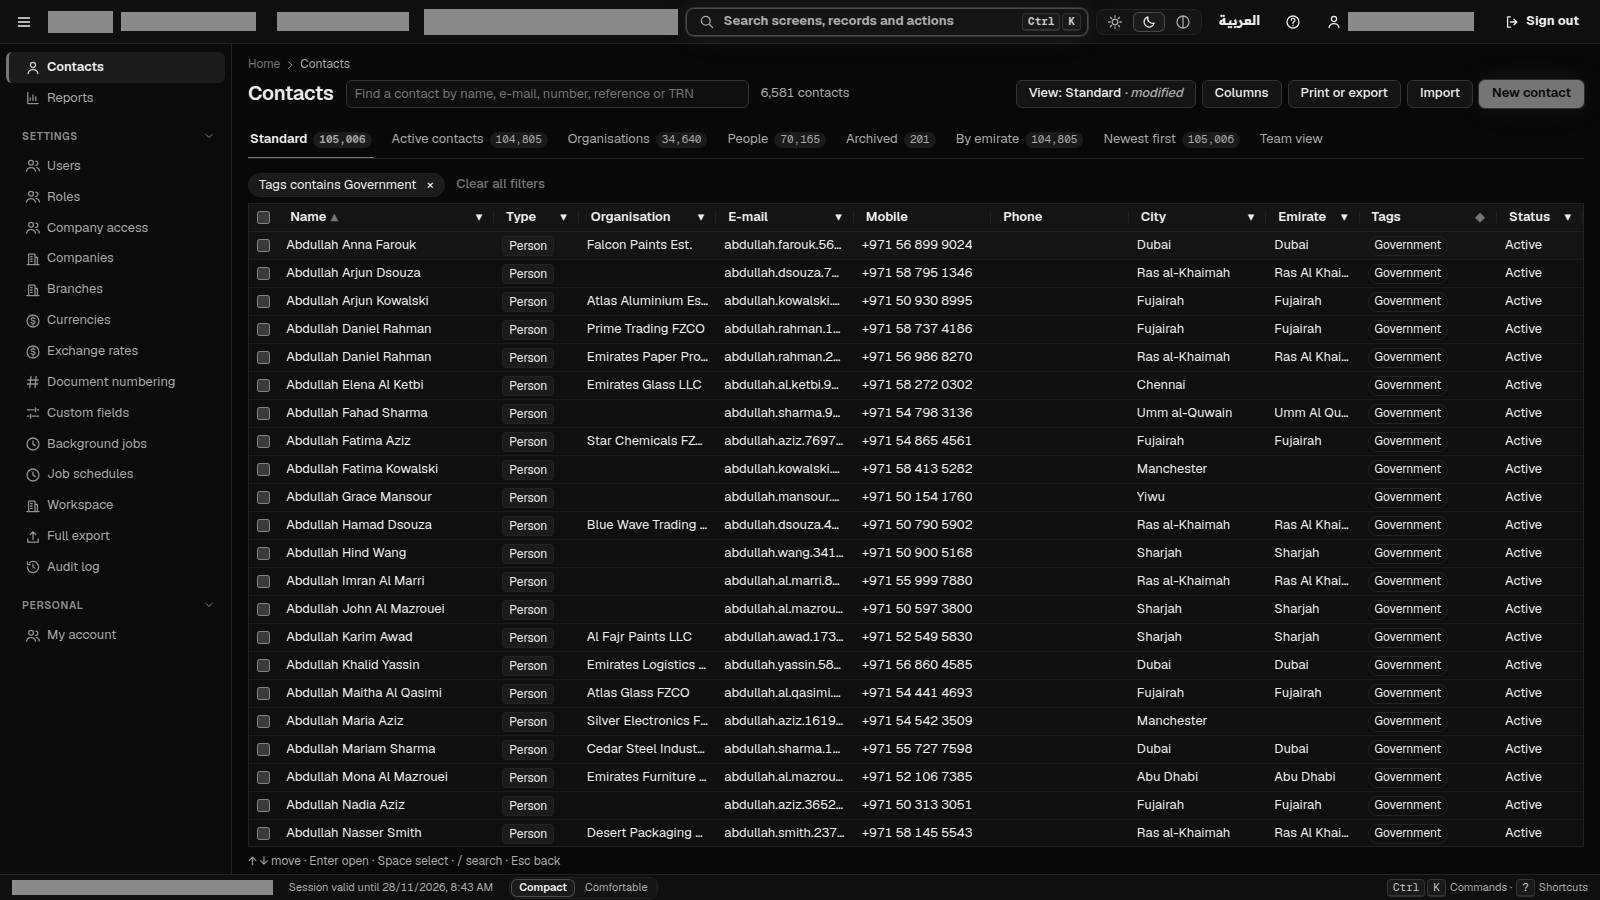 Search screens, records and actions Ctrl K العربية Sign out
Contacts
Reports
SETTINGS
Users
Roles
Company access
Companies
Branches
Currencies
Exchange rates
Document numbering
Custom fields
Background jobs
Job schedules
Workspace
Full export
Audit log
PERSONAL
My account
Home > Contacts
Contacts Find a contact by name, e-mail, number, reference or TRN 6,581 contacts View: Standard · modified Columns Print or export Import New contact
Standard 105,006 Active contacts 104,805 Organisations 34,640 People 70,165 Archived 201 By emirate 104,805 Newest first 105,006 Team view
Tags contains Government × Clear all filters
Name ▲ ▼ Type ▼ Organisation ▼ E-mail ▼ Mobile Phone City ▼ Emirate ▼ Tags ◆ Status ▼
Abdullah Anna Farouk Person Falcon Paints Est. abdullah.farouk.56… +971 56 899 9024 Dubai Dubai Government Active
Abdullah Arjun Dsouza Person abdullah.dsouza.7… +971 58 795 1346 Ras al-Khaimah Ras Al Khai… Government Active
Abdullah Arjun Kowalski Person Atlas Aluminium Es… abdullah.kowalski.… +971 50 930 8995 Fujairah Fujairah Government Active
Abdullah Daniel Rahman Person Prime Trading FZCO abdullah.rahman.1… +971 58 737 4186 Fujairah Fujairah Government Active
Abdullah Daniel Rahman Person Emirates Paper Pro… abdullah.rahman.2… +971 56 986 8270 Ras al-Khaimah Ras Al Khai… Government Active
Abdullah Elena Al Ketbi Person Emirates Glass LLC abdullah.al.ketbi.9… +971 58 272 0302 Chennai Government Active
Abdullah Fahad Sharma Person abdullah.sharma.9… +971 54 798 3136 Umm al-Quwain Umm Al Qu… Government Active
Abdullah Fatima Aziz Person Star Chemicals FZ… abdullah.aziz.7697… +971 54 865 4561 Fujairah Fujairah Government Active
Abdullah Fatima Kowalski Person abdullah.kowalski.… +971 58 413 5282 Manchester Government Active
Abdullah Grace Mansour Person abdullah.mansour.… +971 50 154 1760 Yiwu Government Active
Abdullah Hamad Dsouza Person Blue Wave Trading … abdullah.dsouza.4… +971 50 790 5902 Ras al-Khaimah Ras Al Khai… Government Active
Abdullah Hind Wang Person abdullah.wang.341… +971 50 900 5168 Sharjah Sharjah Government Active
Abdullah Imran Al Marri Person abdullah.al.marri.8… +971 55 999 7880 Ras al-Khaimah Ras Al Khai… Government Active
Abdullah John Al Mazrouei Person abdullah.al.mazrou… +971 50 597 3800 Sharjah Sharjah Government Active
Abdullah Karim Awad Person Al Fajr Paints LLC abdullah.awad.173… +971 52 549 5830 Sharjah Sharjah Government Active
Abdullah Khalid Yassin Person Emirates Logistics … abdullah.yassin.58… +971 56 860 4585 Dubai Dubai Government Active
Abdullah Maitha Al Qasimi Person Atlas Glass FZCO abdullah.al.qasimi.… +971 54 441 4693 Fujairah Fujairah Government Active
Abdullah Maria Aziz Person Silver Electronics F… abdullah.aziz.1619… +971 54 542 3509 Manchester Government Active
Abdullah Mariam Sharma Person Cedar Steel Indust… abdullah.sharma.1… +971 55 727 7598 Dubai Dubai Government Active
Abdullah Mona Al Mazrouei Person Emirates Furniture … abdullah.al.mazrou… +971 52 106 7385 Abu Dhabi Abu Dhabi Government Active
Abdullah Nadia Aziz Person abdullah.aziz.3652… +971 50 313 3051 Fujairah Fujairah Government Active
Abdullah Nasser Smith Person Desert Packaging … abdullah.smith.237… +971 58 145 5543 Ras al-Khaimah Ras Al Khai… Government Active
↑↓ move · Enter open · Space select · / search · Esc back
Session valid until 28/11/2026, 8:43 AM Compact Comfortable Ctrl K Commands · ? Shortcuts